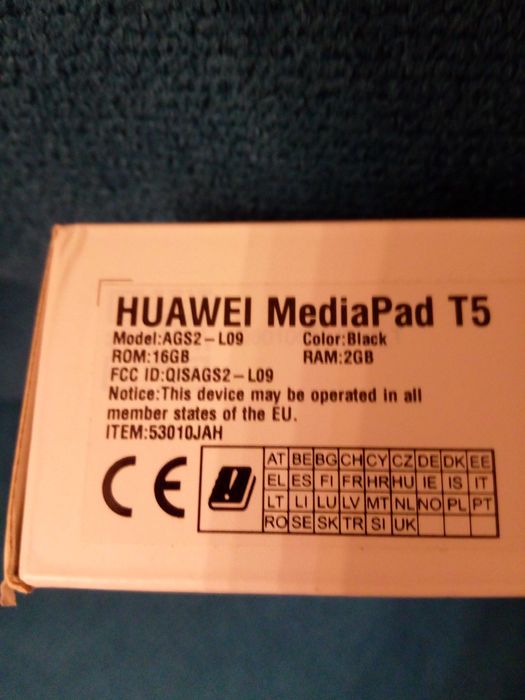 HUAWEI MediaPad T5
Model:AGS2-L09 Color:Black
ROM:16GB RAM:2GB
FCC ID:QISAGS2-L09
Notice:This device may be operated in all
member states of the EU.
ITEM:53010JAH
CE
AT BE BG CH CY CZ DE DK EE
EL ES FI FR HR HU IE IS IT
LT LI LU LV MT NL NO PL PT
RO SE SK TR SI UK